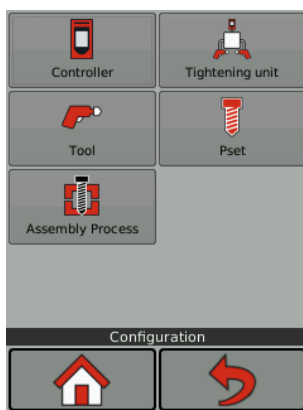 Controller
Tightening unit
Tool
Pset
Assembly Process
Configuration